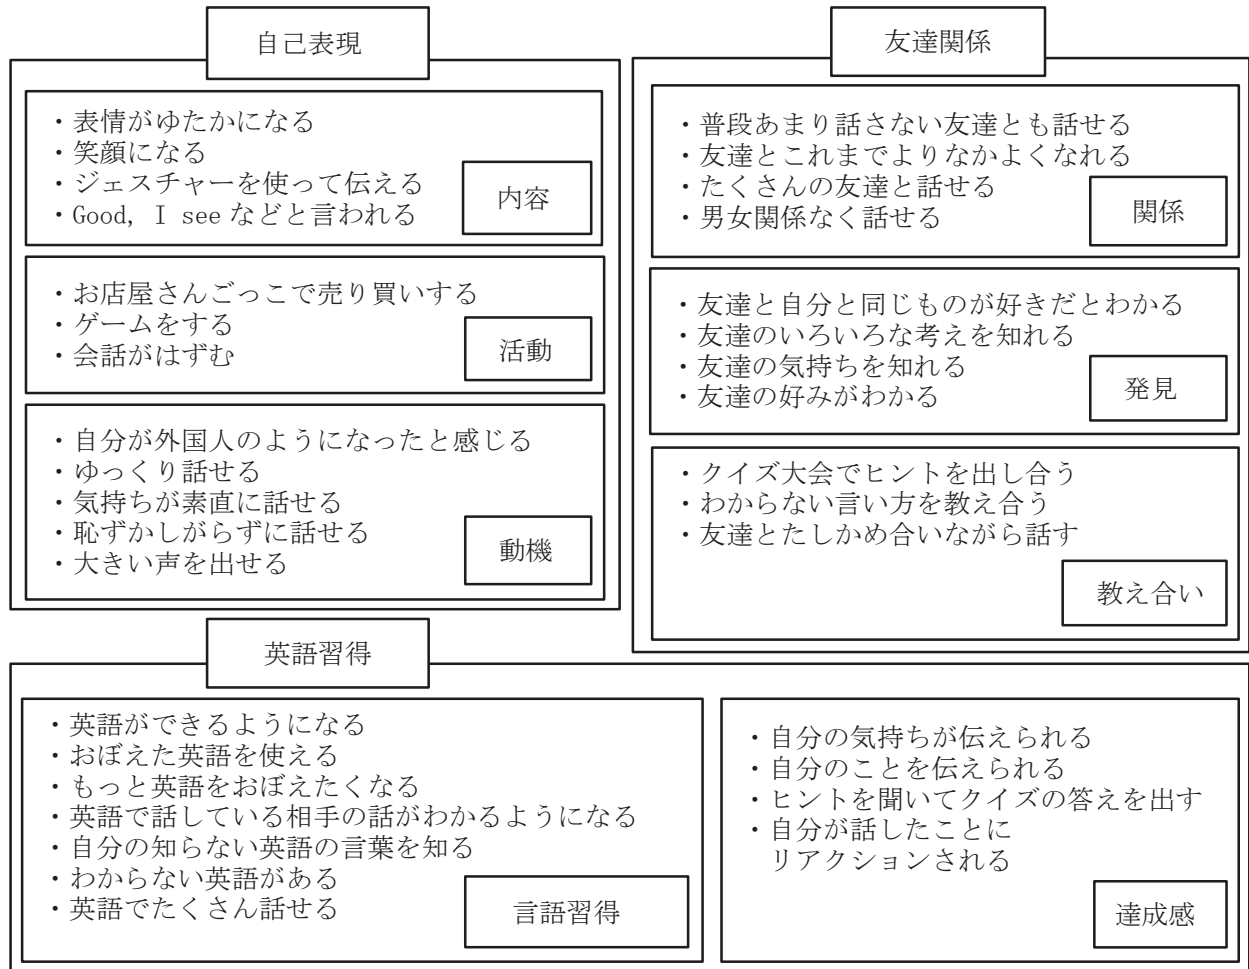 自己表現
・表情がゆたかになる
・笑顔になる
・ジェスチャーを使って伝える
・Good, I see などと言われる
内容
・お店屋さんごっこで売り買いする
・ゲームをする
・会話がはずむ
活動
・自分が外国人のようになったと感じる
・ゆっくり話せる
・気持ちが素直に話せる
・恥ずかしがらずに話せる
・大きい声を出せる
動機
友達関係
・普段あまり話さない友達とも話せる
・友達とこれまでよりなかよくなれる
・たくさんの友達と話せる
・男女関係なく話せる
関係
・友達と自分と同じものが好きだとわかる
・友達のいろいろな考えを知れる
・友達の気持ちを知れる
・友達の好みがわかる
発見
・クイズ大会でヒントを出し合う
・わからない言い方を教え合う
・友達とたしかめ合いながら話す
教え合い
英語習得
・英語ができるようになる
・おぼえた英語を使える
・もっと英語をおぼえたくなる
・英語で話している相手の話がわかるようになる
・自分の知らない英語の言葉を知る
・わからない英語がある
・英語でたくさん話せる
言語習得
・自分の気持ちが伝えられる
・自分のことを伝えられる
・ヒントを聞いてクイズの答えを出す
・自分が話したことに
リアクションされる
達成感